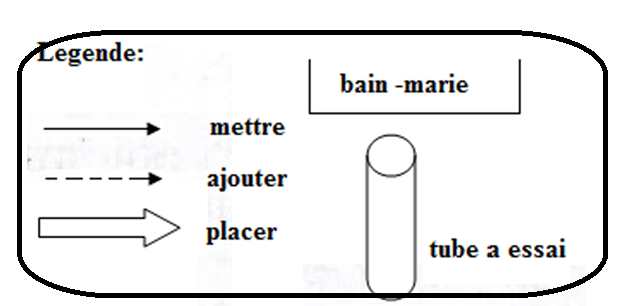 Legende:
bain -marie
mettre
ajouter
placer
tube a essai